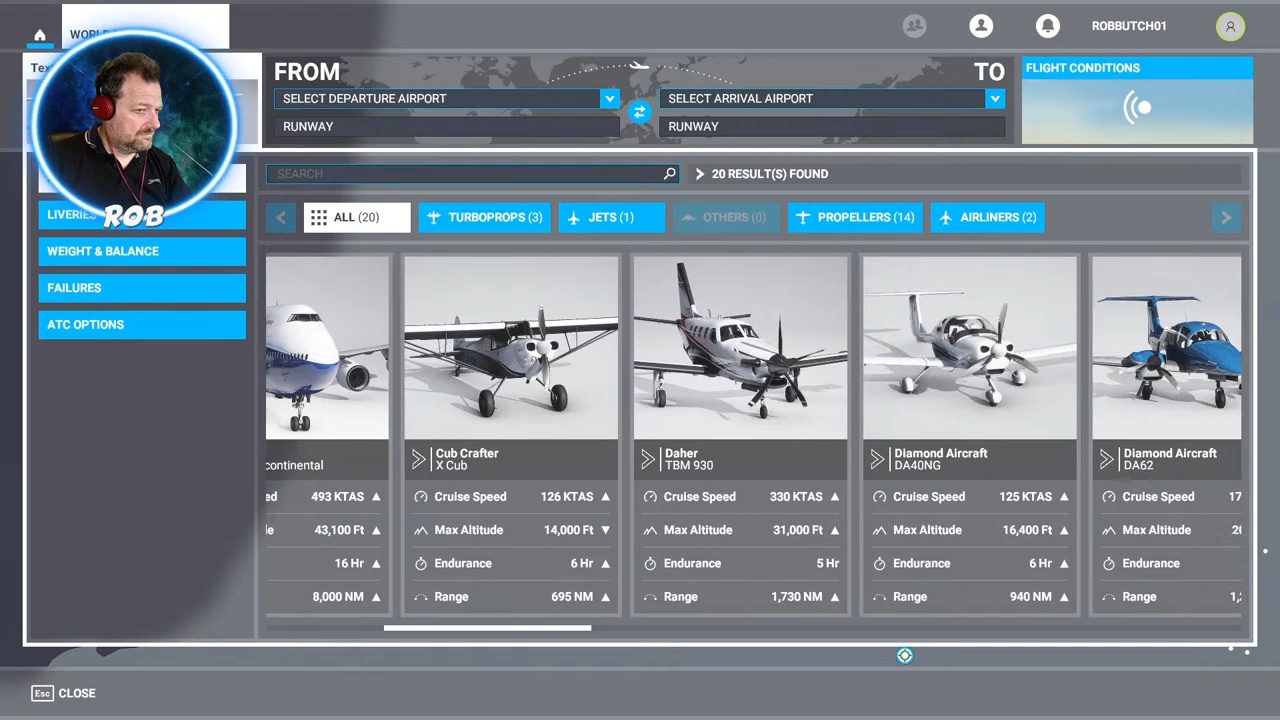 WORLD
ROBBUTCH01
Tex
FROM
TO
FLIGHT CONDITIONS
SELECT DEPARTURE AIRPORT
SELECT ARRIVAL AIRPORT
RUNWAY
RUNWAY
SEARCH
20 RESULT(S) FOUND
LIVERIES
ROB
ALL (20)
TURBOPROPS (3)
JETS (1)
OTHERS (0)
PROPELLERS (14)
AIRLINERS (2)
WEIGHT & BALANCE
FAILURES
ATC OPTIONS
continental
ed 493 KTAS
de 43,100 Ft
16 Hr
8,000 NM
Cub Crafter
X Cub
Cruise Speed 126 KTAS
Max Altitude 14,000 Ft
Endurance 6 Hr
Range 695 NM
Daher
TBM 930
Cruise Speed 330 KTAS
Max Altitude 31,000 Ft
Endurance 5 Hr
Range 1,730 NM
Diamond Aircraft
DA40NG
Cruise Speed 125 KTAS
Max Altitude 16,400 Ft
Endurance 6 Hr
Range 940 NM
Diamond Aircraft
DA62
Cruise Speed 17
Max Altitude 20
Endurance
Range 1,
Esc CLOSE